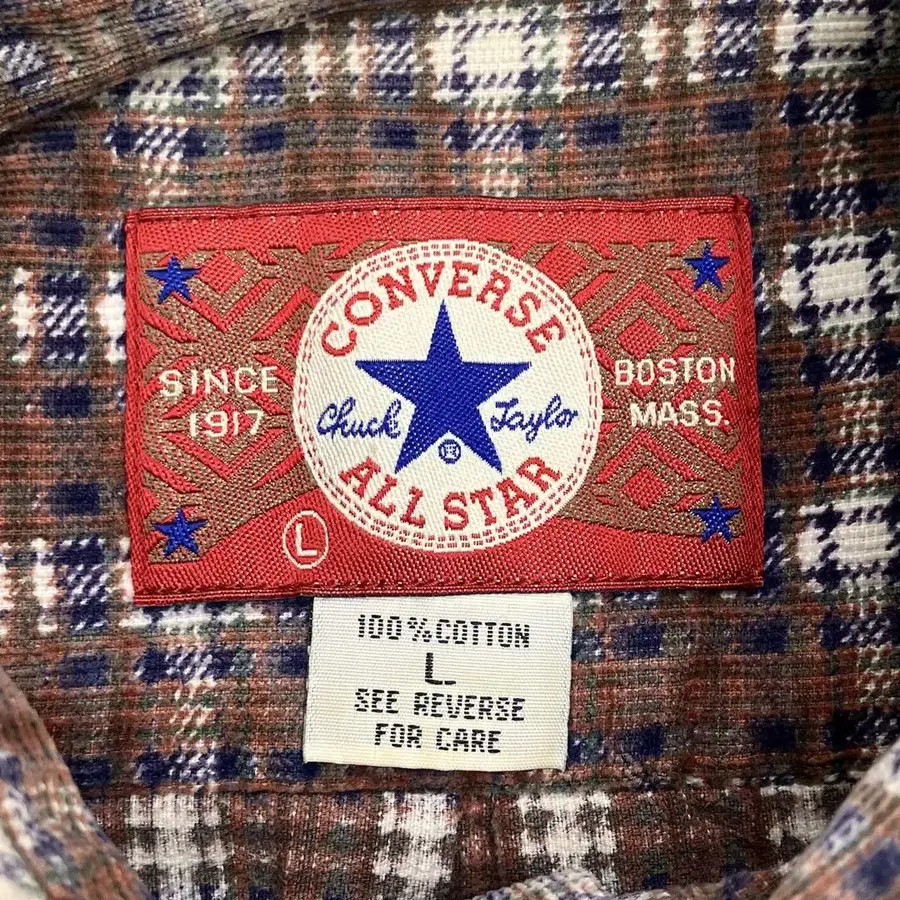 CONVERSE
SINCE
1917
Chuck Taylor
BOSTON
MASS.
®
ALL STAR
L
100% COTTON
L
SEE REVERSE
FOR CARE